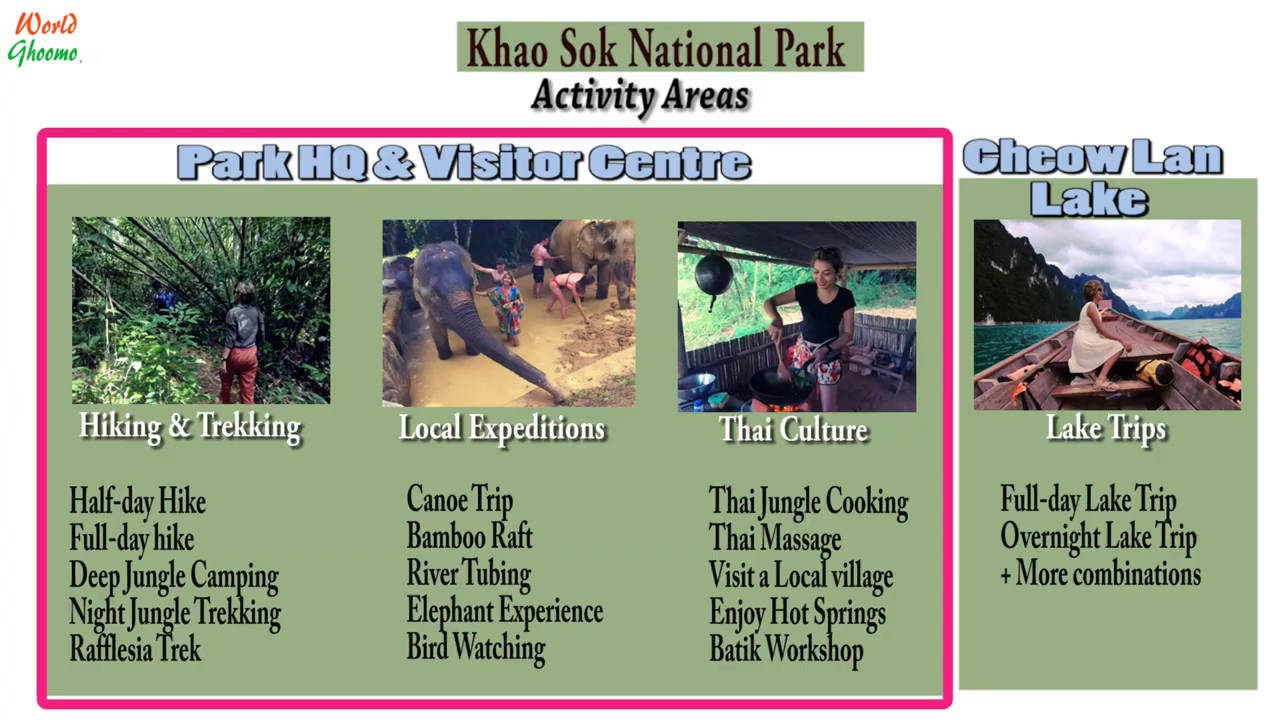 World
Ghoomo
Khao Sok National Park
Activity Areas
Park HQ & Visitor Centre
Hiking & Trekking
Half-day Hike
Full-day hike
Deep Jungle Camping
Night Jungle Trekking
Rafflesia Trek
Local Expeditions
Canoe Trip
Bamboo Raft
River Tubing
Elephant Experience
Bird Watching
Thai Culture
Thai Jungle Cooking
Thai Massage
Visit a Local village
Enjoy Hot Springs
Batik Workshop
Cheow Lan
Lake
Lake Trips
Full-day Lake Trip
Overnight Lake Trip
+ More combinations